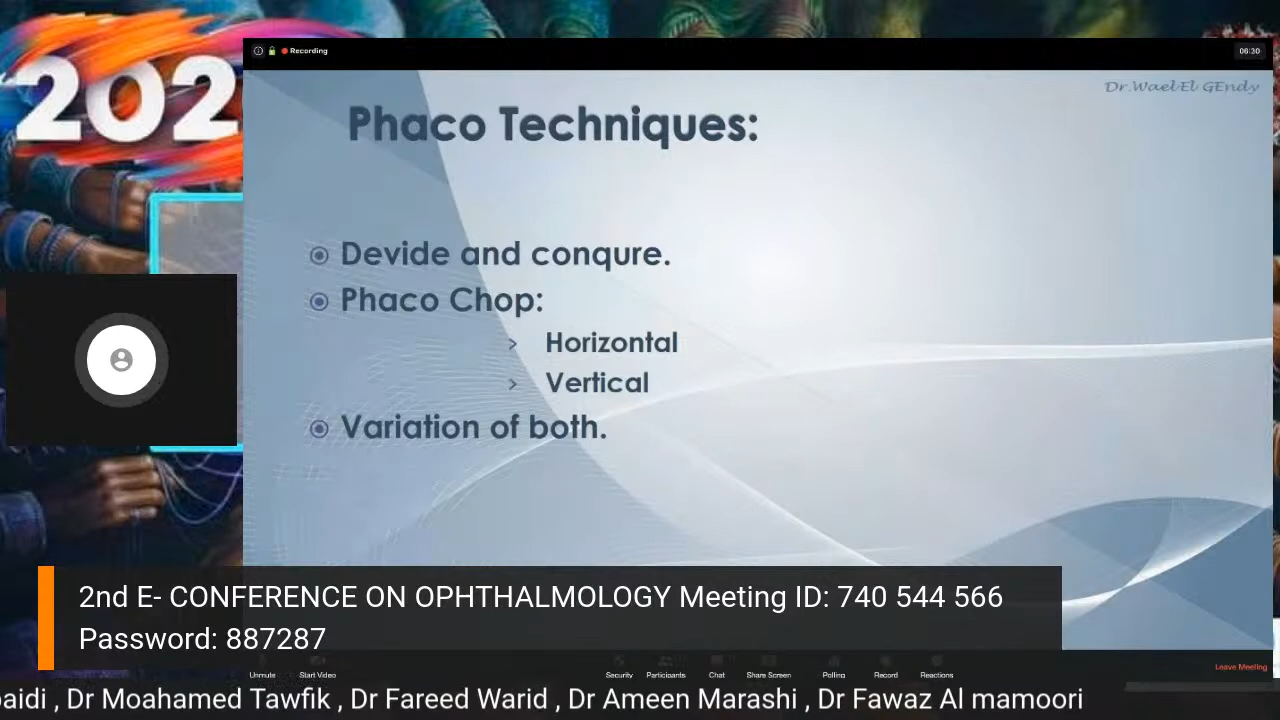 202
Recording
06:30
Dr.Wael El GEndy
Phaco Techniques:
Devide and conqure.
Phaco Chop:
Horizontal
Vertical
Variation of both.
2nd E- CONFERENCE ON OPHTHALMOLOGY Meeting ID: 740 544 566
Password: 887287
Unmute Start Video Security Participants Chat Share Screen Polling Record Reactions Leave Meeting
, Dr Moahamed Tawfik , Dr Fareed Warid , Dr Ameen Marashi , Dr Fawaz Al mamoori